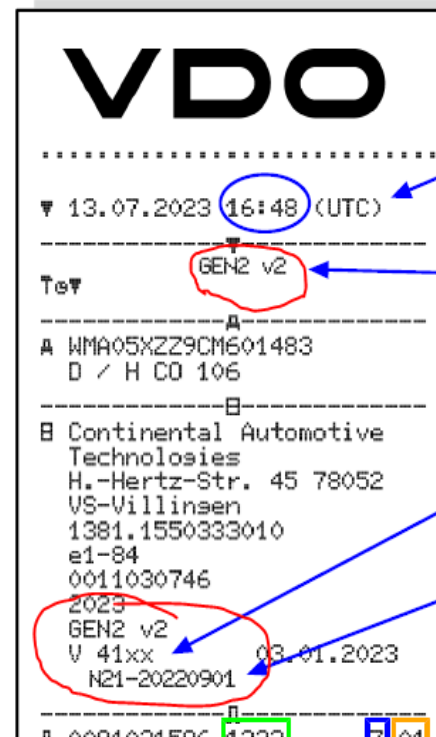 VDO
13.07.2023 16:48 (UTC)
GEN2 v2
WMA05XZZ9CM601483
D / H CO 106
Continental Automotive
Technologies
H.-Hertz-Str. 45 78052
VS-Villingen
1381.1550333010
e1-84
0011030746
2023
GEN2 v2
V 41xx 03.01.2023
N21-20220901